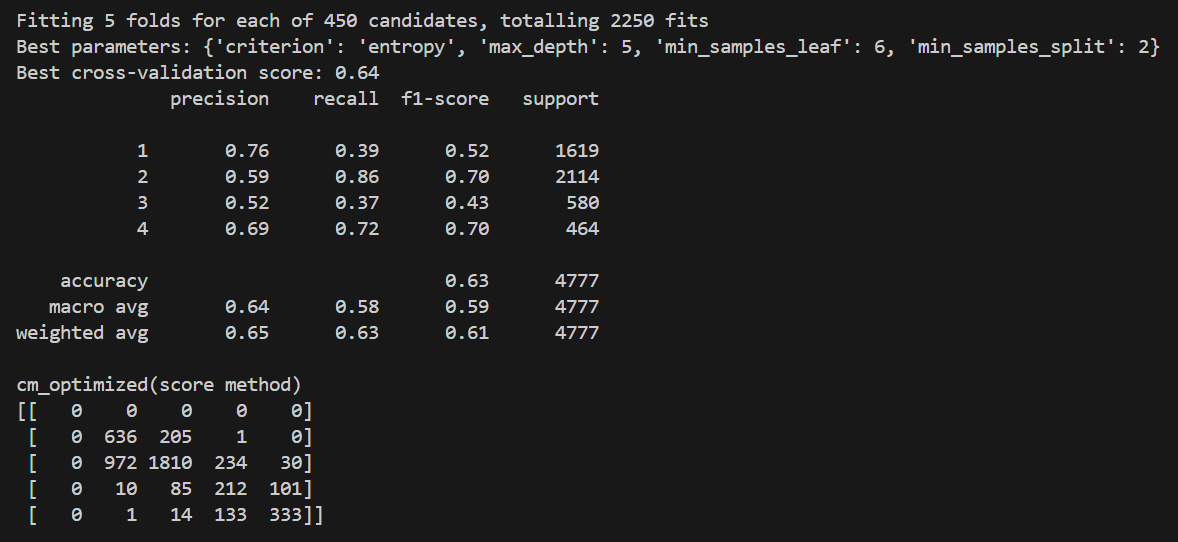 Fitting 5 folds for each of 450 candidates, totalling 2250 fits
Best parameters: {'criterion': 'entropy', 'max_depth': 5, 'min_samples_leaf': 6, 'min_samples_split': 2}
Best cross-validation score: 0.64
              precision    recall  f1-score   support

           1       0.76      0.39      0.52      1619
           2       0.59      0.86      0.70      2114
           3       0.52      0.37      0.43       580
           4       0.69      0.72      0.70       464

    accuracy                           0.63      4777
   macro avg       0.64      0.58      0.59      4777
weighted avg       0.65      0.63      0.61      4777

cm_optimized(score method)
[[   0    0    0    0    0]
 [   0  636  205    1    0]
 [   0  972 1810  234   30]
 [   0   10   85  212  101]
 [   0    1   14  133  333]]